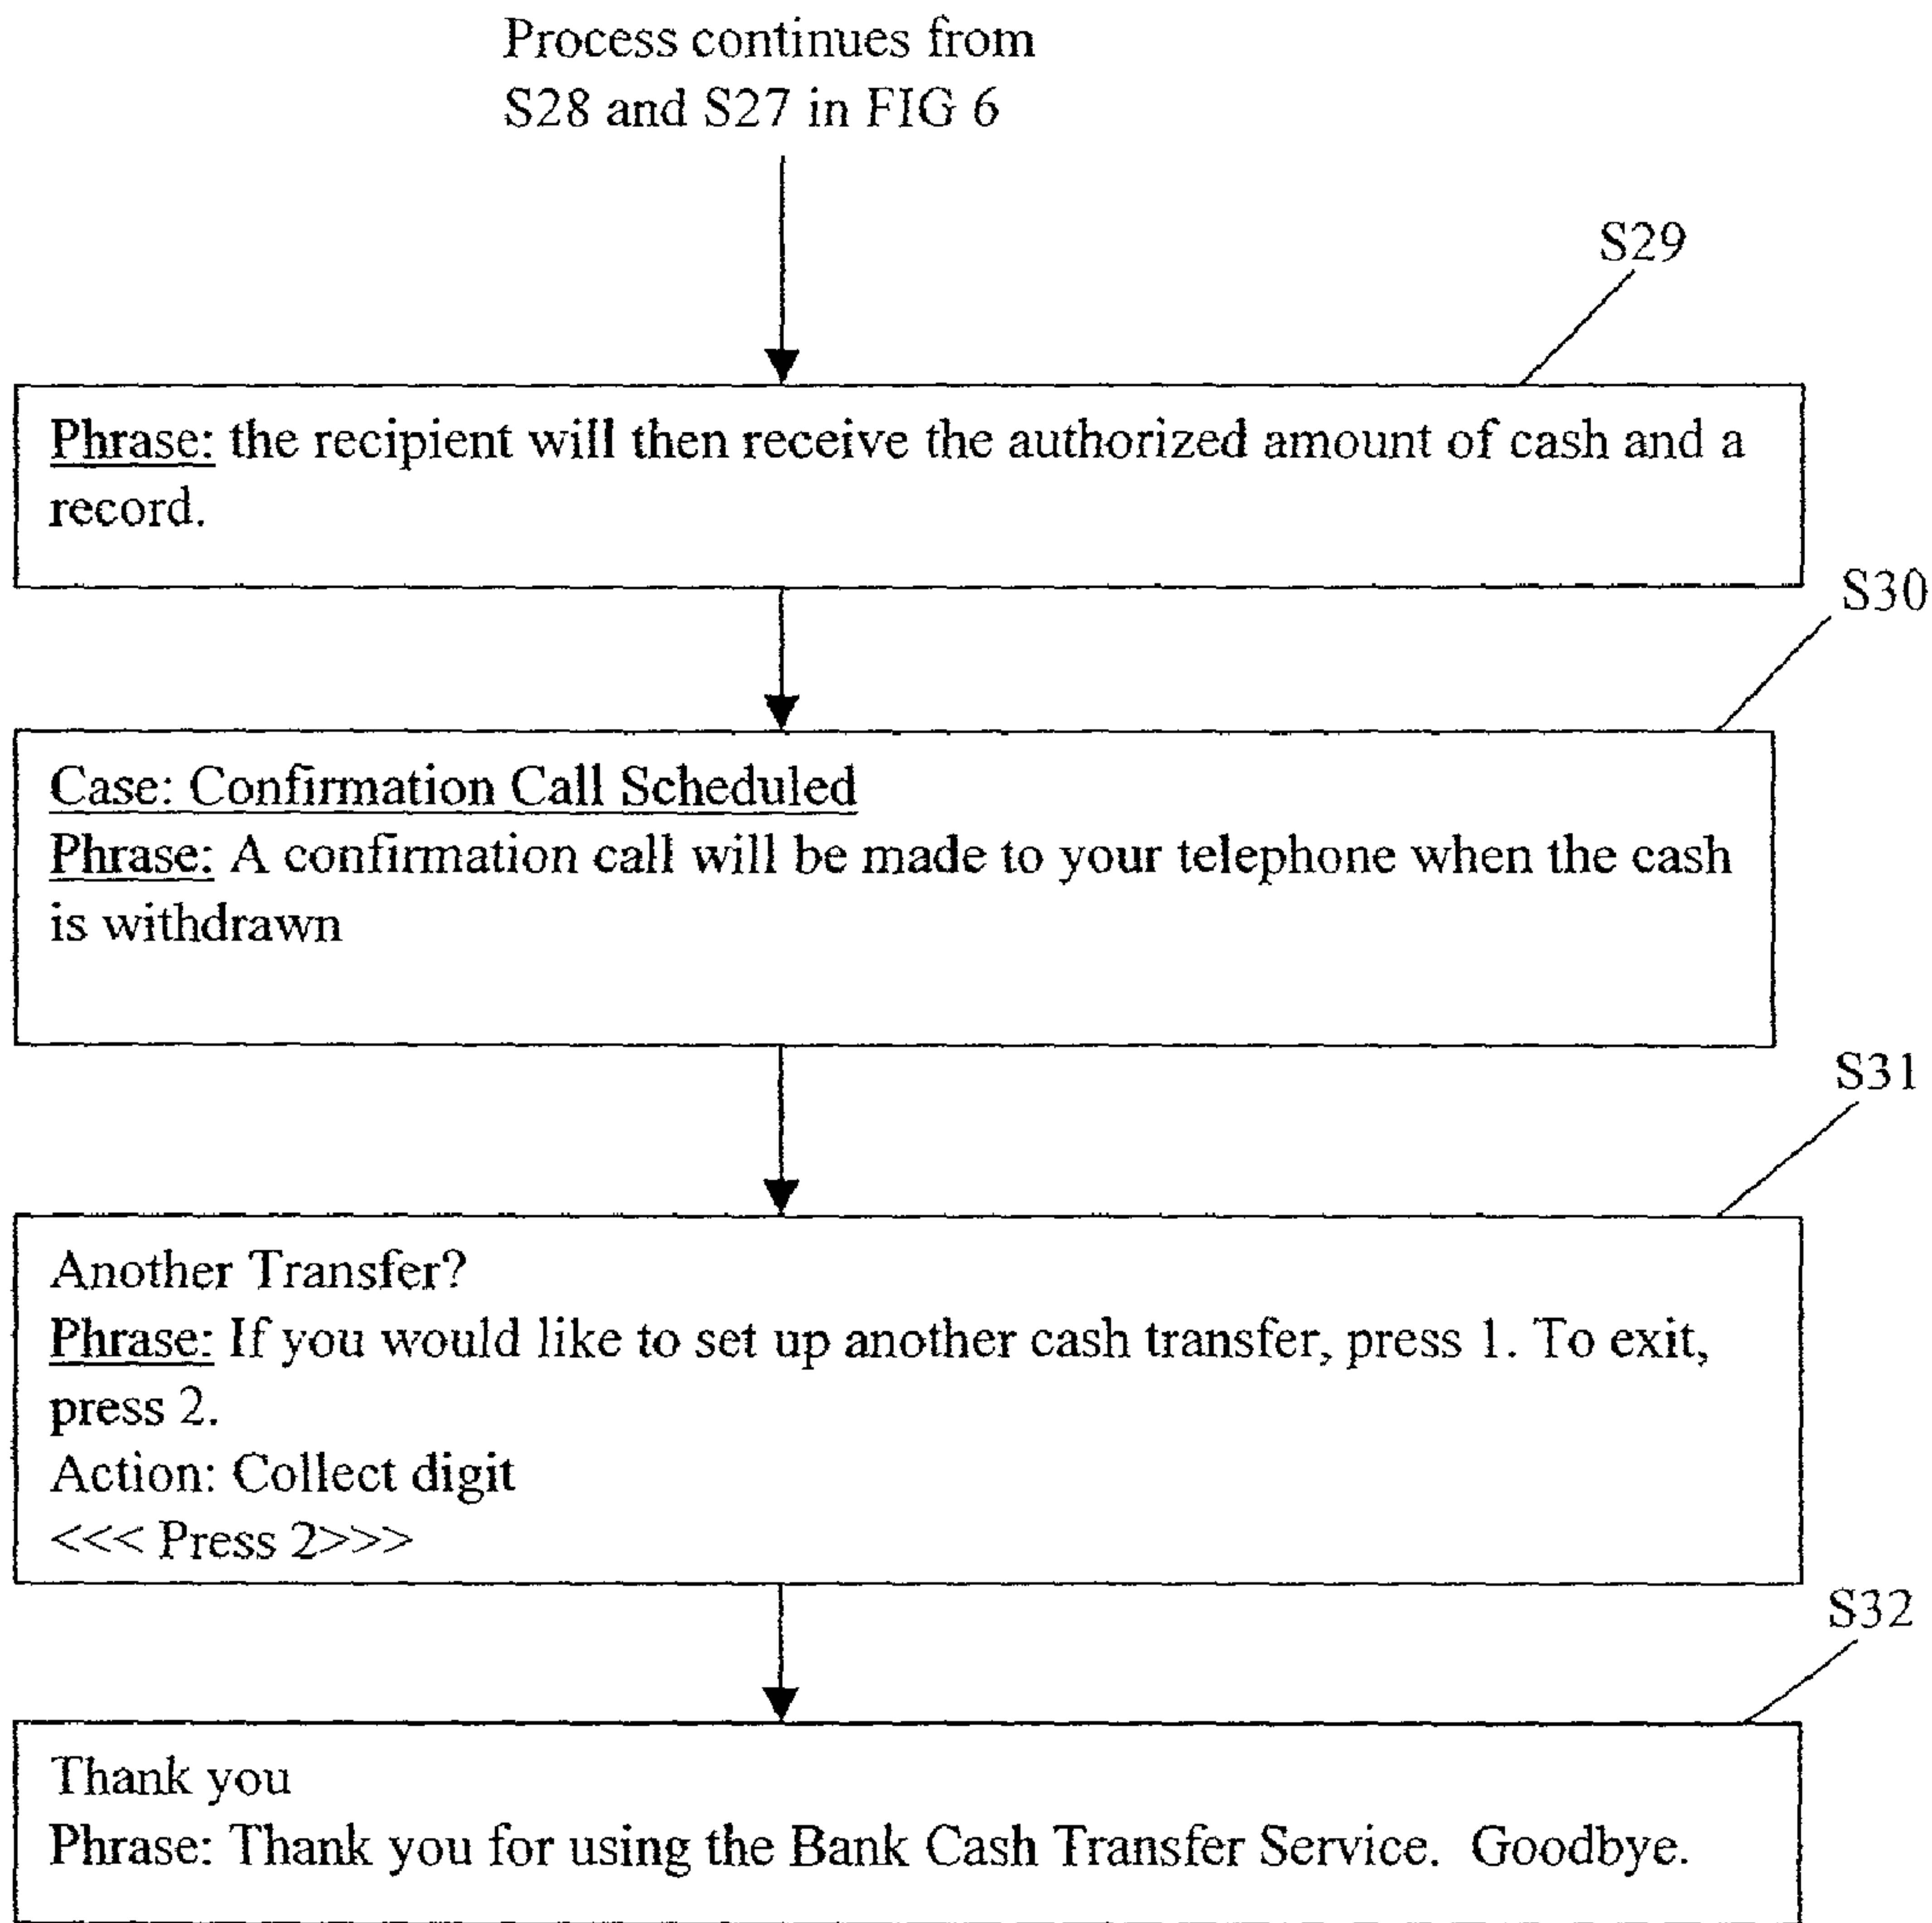 Process continues from
S28 and S27 in FIG 6
S29
Phrase: the recipient will then receive the authorized amount of cash and a
record.
S30
Case: Confirmation Call Scheduled
Phrase: A confirmation call will be made to your telephone when the cash
is withdrawn
S31
Another Transfer?
Phrase: If you would like to set up another cash transfer, press 1. To exit,
press 2.
Action: Collect digit
<<< Press 2>>>
S32
Thank you
Phrase: Thank you for using the Bank Cash Transfer Service.  Goodbye.